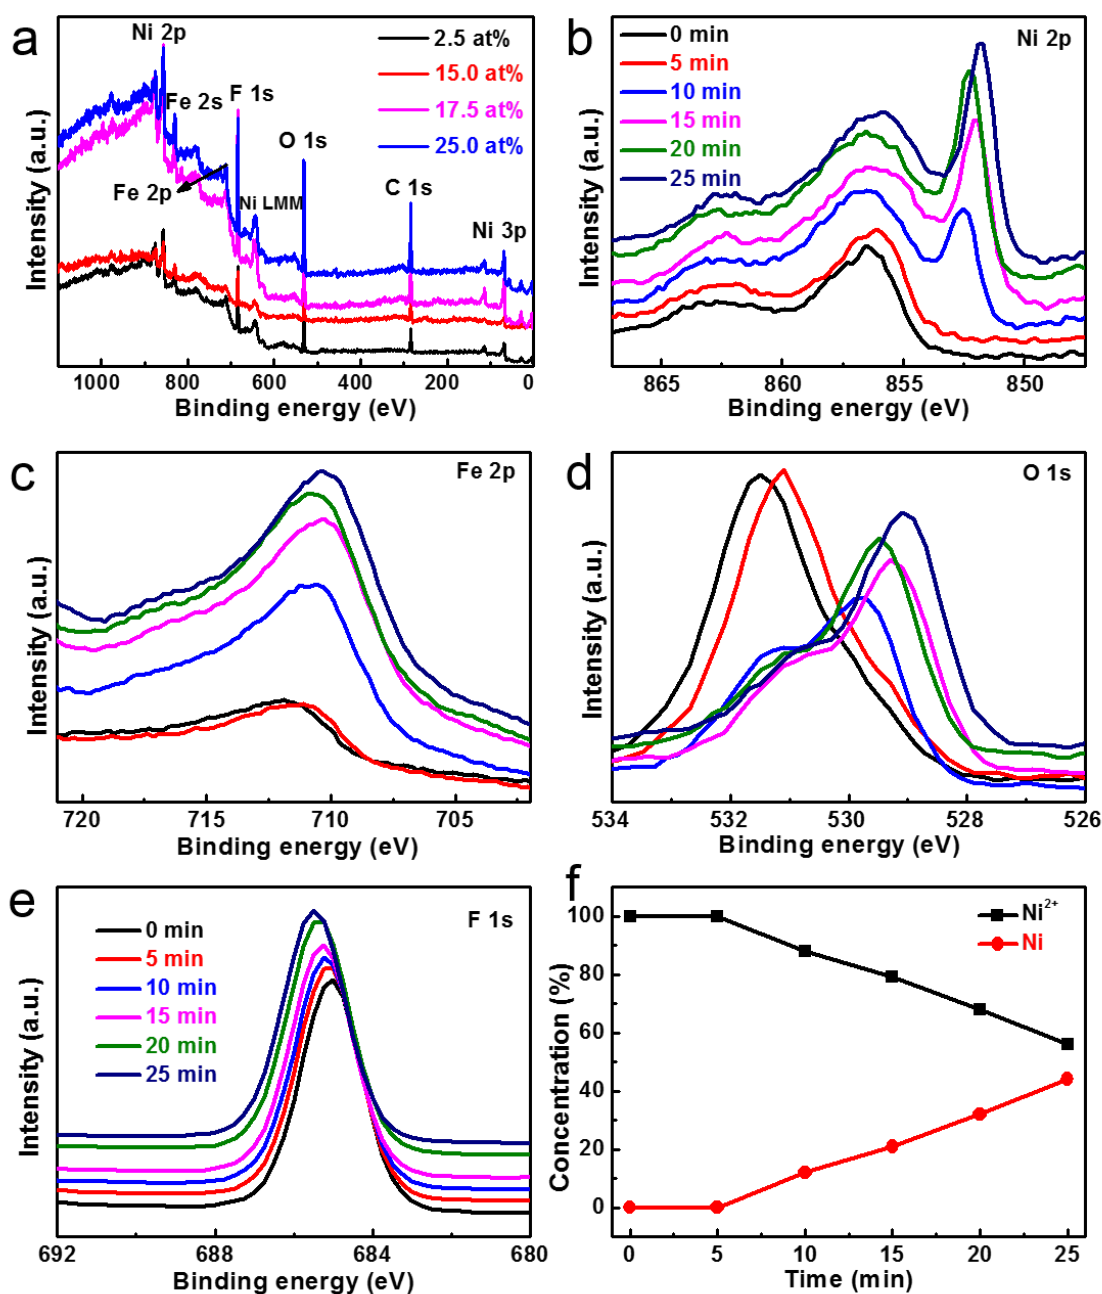 a
Ni 2p
Fe 2s
F 1s
O 1s
Fe 2p
Ni LMM
C 1s
Ni 3p
2.5 at%
15.0 at%
17.5 at%
25.0 at%
Intensity (a.u.)
1000 800 600 400 200 0
Binding energy (eV)
b
Ni 2p
0 min
5 min
10 min
15 min
20 min
25 min
Intensity (a.u.)
865 860 855 850
Binding energy (eV)
c
Fe 2p
Intensity (a.u.)
720 715 710 705
Binding energy (eV)
d
O 1s
Intensity (a.u.)
534 532 530 528 526
Binding energy (eV)
e
F 1s
0 min
5 min
10 min
15 min
20 min
25 min
Intensity (a.u.)
692 688 684 680
Binding energy (eV)
f
Ni²⁺
Ni
Concentration (%)
100
80
60
40
20
0
0 5 10 15 20 25
Time (min)